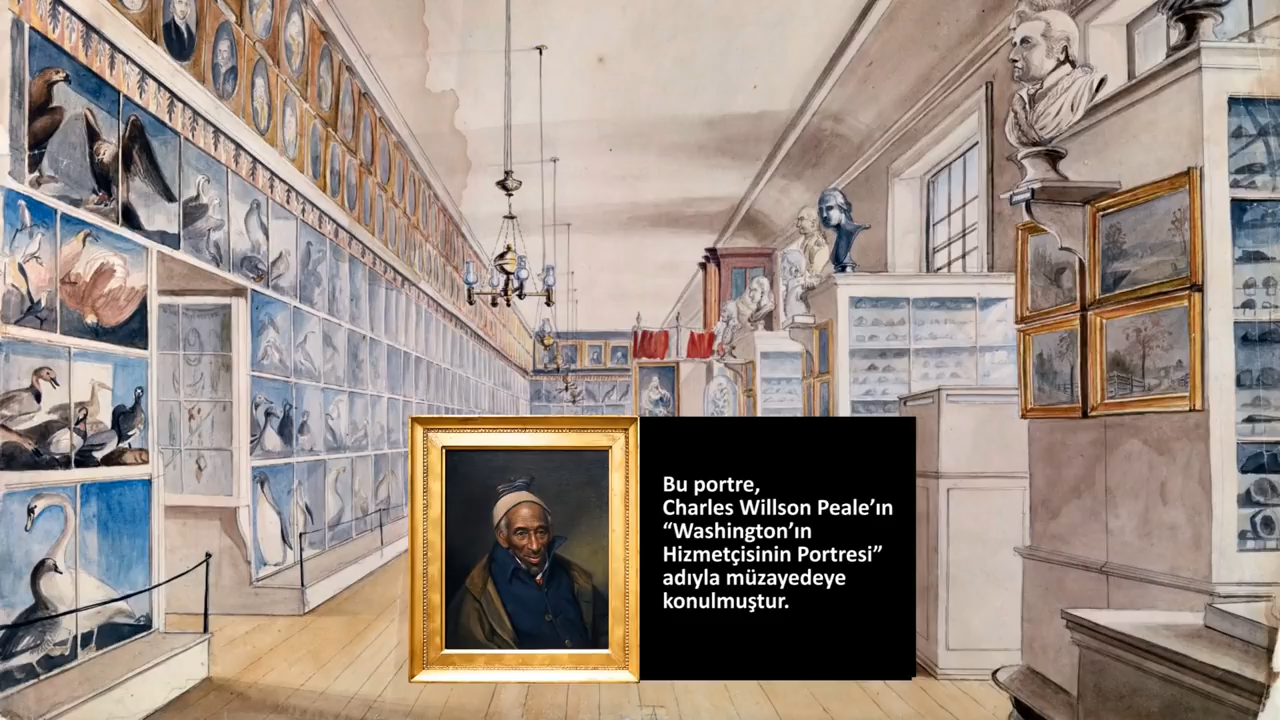 Bu portre,
Charles Willson Peale’ın
“Washington’ın
Hizmetçisinin Portresi”
adıyla müzayedeye
konulmuştur.